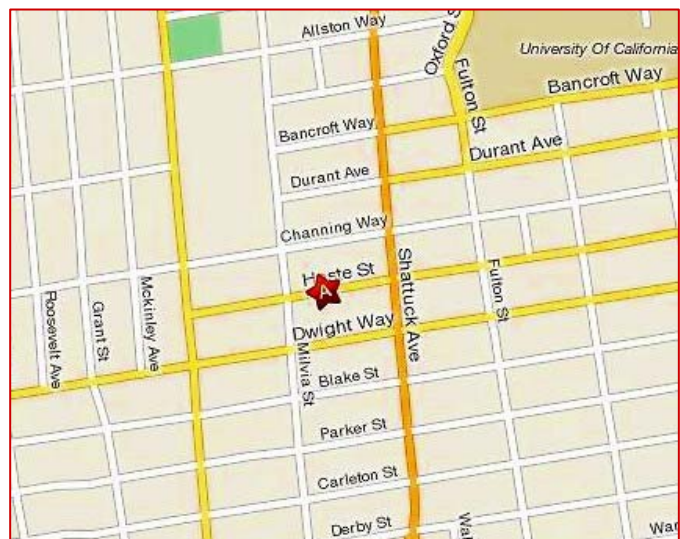 Allston Way
Oxford S
University Of California
Fulton St
Bancroft Way
Bancroft Way
Durant Ave
Durant Ave
Channing Way
Haste St
A
Shattuck Ave
Fulton St
Mckinley Ave
Grant St
Roosevelt Ave
Dwight Way
Milvia St
Blake St
Parker St
Carleton St
Derby St
Wal
War